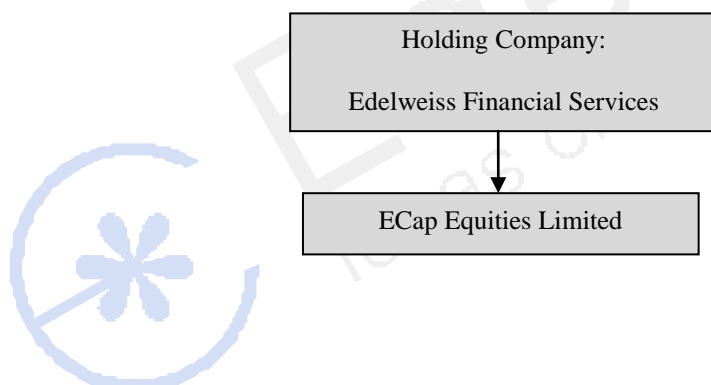 Holding Company:
Edelweiss Financial Services
ECap Equities Limited